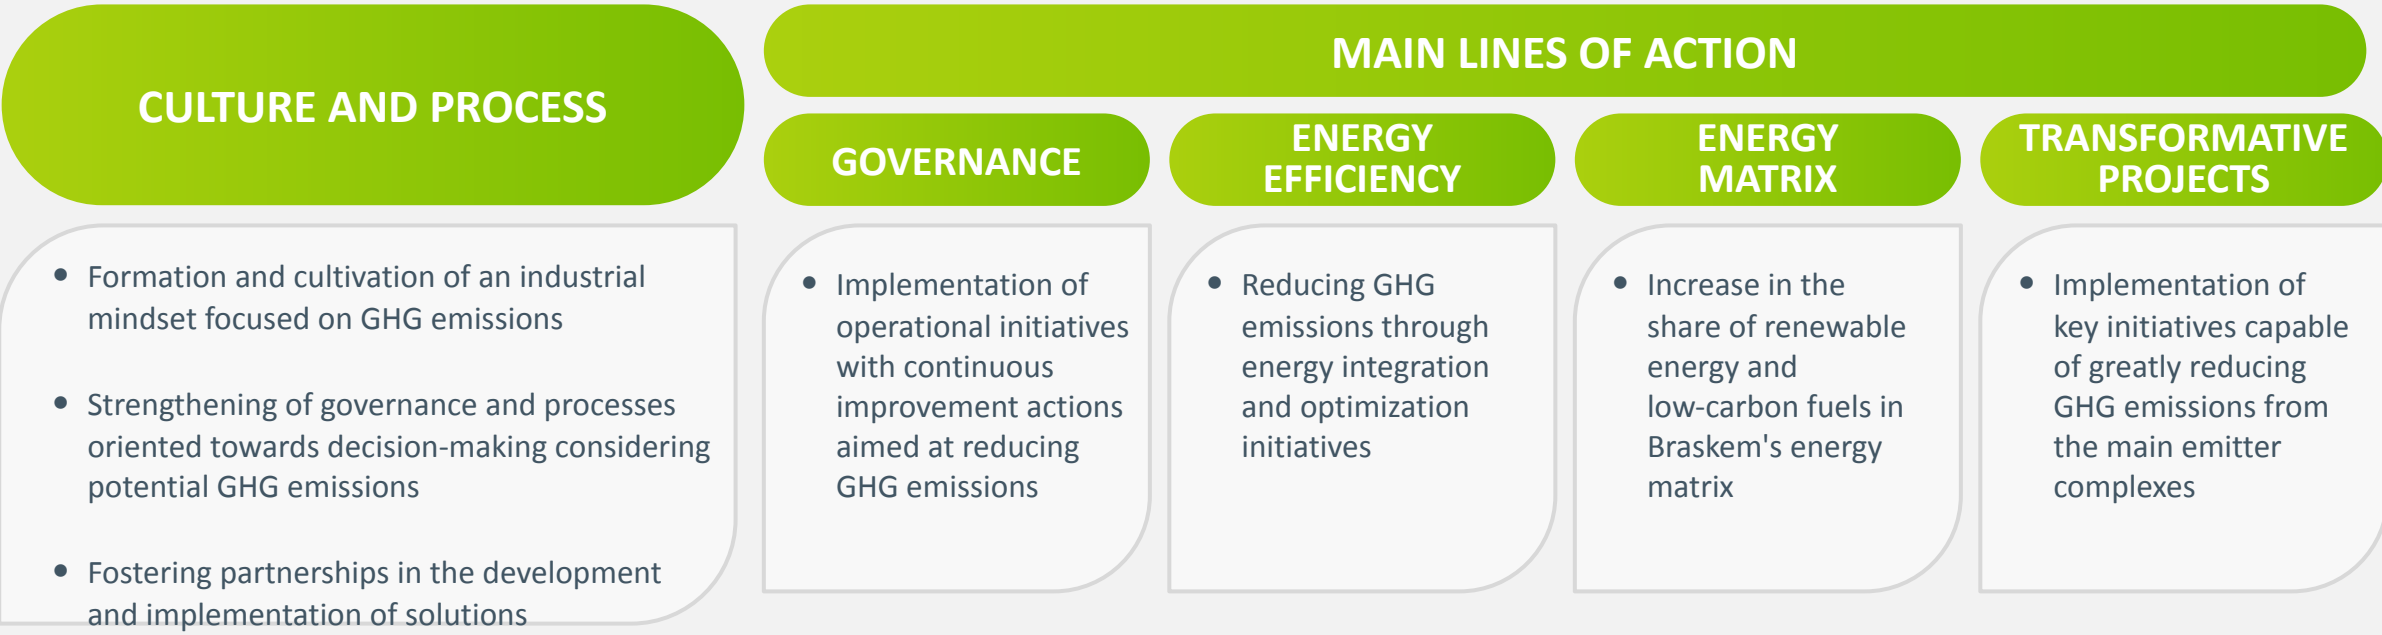 CULTURE AND PROCESS
• Formation and cultivation of an industrial
mindset focused on GHG emissions
• Strengthening of governance and processes
oriented towards decision-making considering
potential GHG emissions
• Fostering partnerships in the development
and implementation of solutions
MAIN LINES OF ACTION
GOVERNANCE
• Implementation of
operational initiatives
with continuous
improvement actions
aimed at reducing
GHG emissions
ENERGY
EFFICIENCY
• Reducing GHG
emissions through
energy integration
and optimization
initiatives
ENERGY
MATRIX
• Increase in the
share of renewable
energy and
low-carbon fuels in
Braskem's energy
matrix
TRANSFORMATIVE
PROJECTS
• Implementation of
key initiatives capable
of greatly reducing
GHG emissions from
the main emitter
complexes